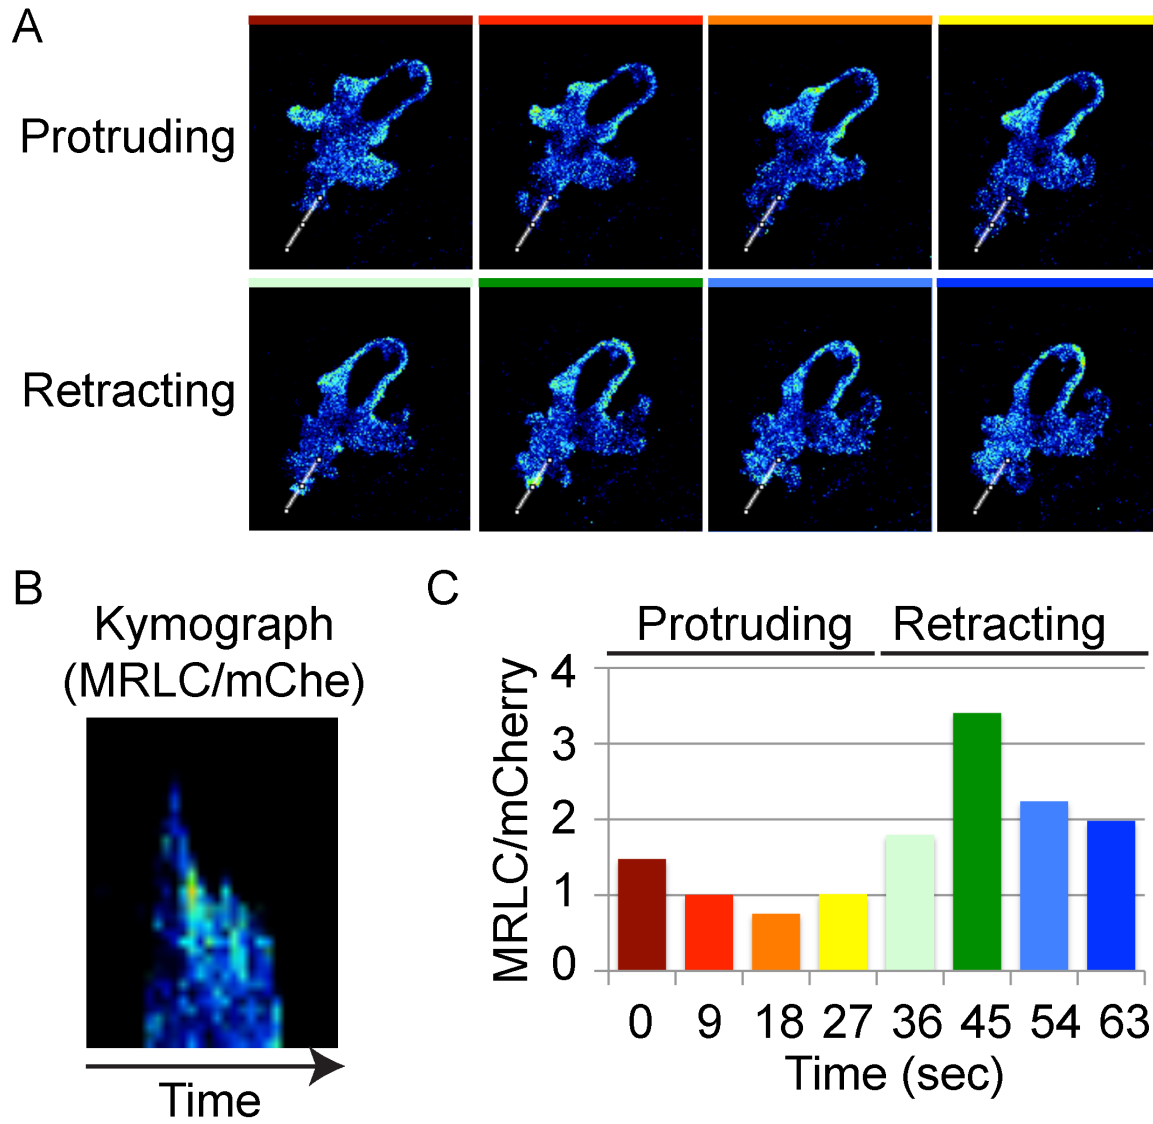 A
Protruding
Retracting
B
Kymograph
(MRLC/mChe)
Time
C
Protruding Retracting
MRLC/mCherry
4
3
2
1
0
0 9 18 27 36 45 54 63
Time (sec)